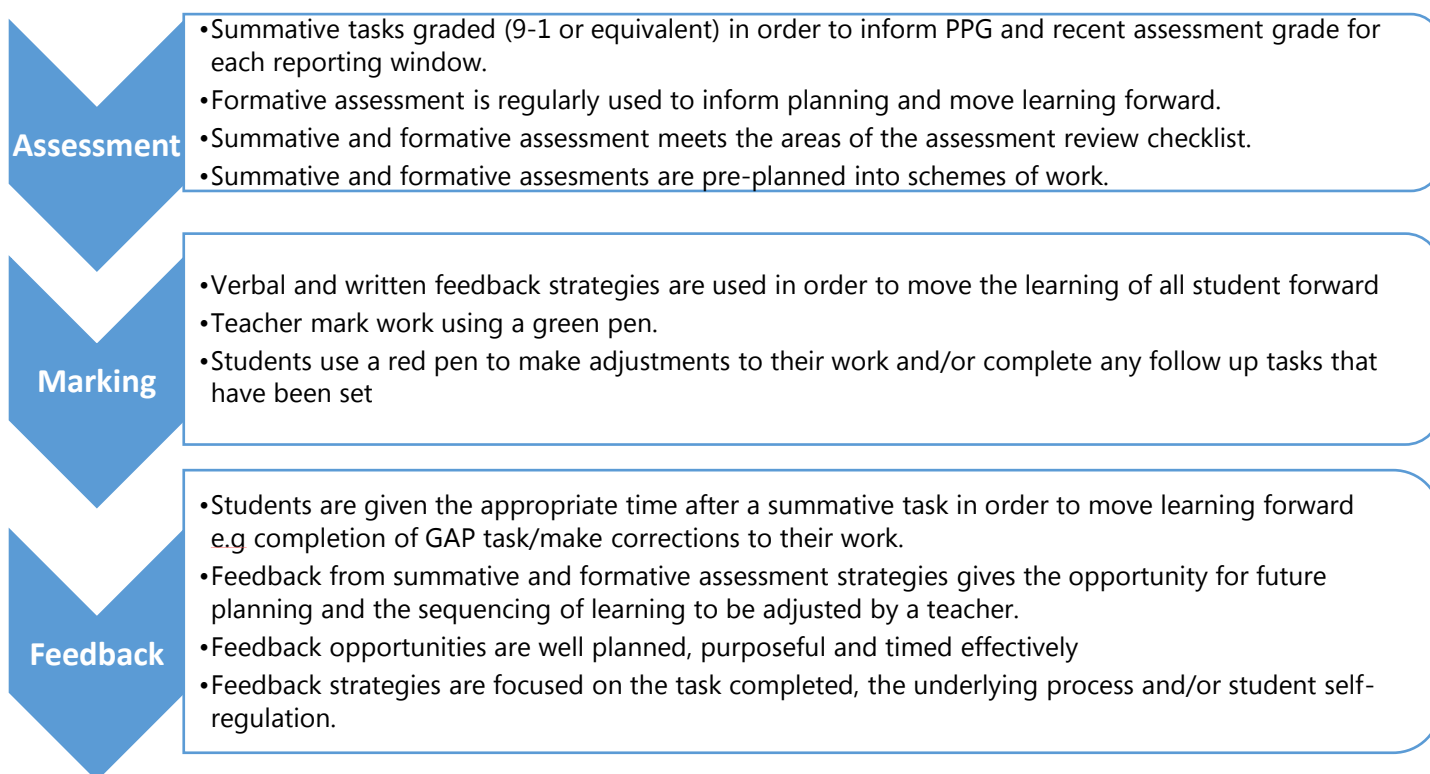 Assessment
•Summative tasks graded (9-1 or equivalent) in order to inform PPG and recent assessment grade for
each reporting window.
•Formative assessment is regularly used to inform planning and move learning forward.
•Summative and formative assessment meets the areas of the assessment review checklist.
•Summative and formative assesments are pre-planned into schemes of work.
Marking
•Verbal and written feedback strategies are used in order to move the learning of all student forward
•Teacher mark work using a green pen.
•Students use a red pen to make adjustments to their work and/or complete any follow up tasks that
have been set
Feedback
•Students are given the appropriate time after a summative task in order to move learning forward
e.g completion of GAP task/make corrections to their work.
•Feedback from summative and formative assessment strategies gives the opportunity for future
planning and the sequencing of learning to be adjusted by a teacher.
•Feedback opportunities are well planned, purposeful and timed effectively
•Feedback strategies are focused on the task completed, the underlying process and/or student self-
regulation.